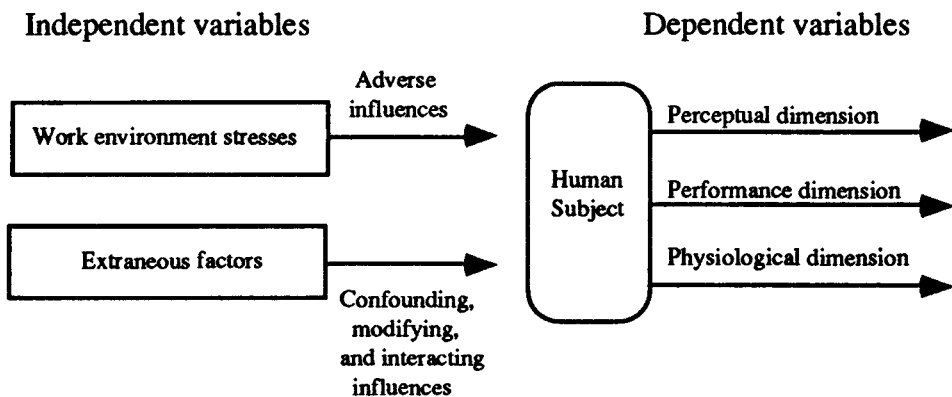 Independent variables
Dependent variables
Adverse
influences
Work environment stresses
Extraneous factors
Confounding,
modifying,
and interacting
influences
Human
Subject
Perceptual dimension
Performance dimension
Physiological dimension